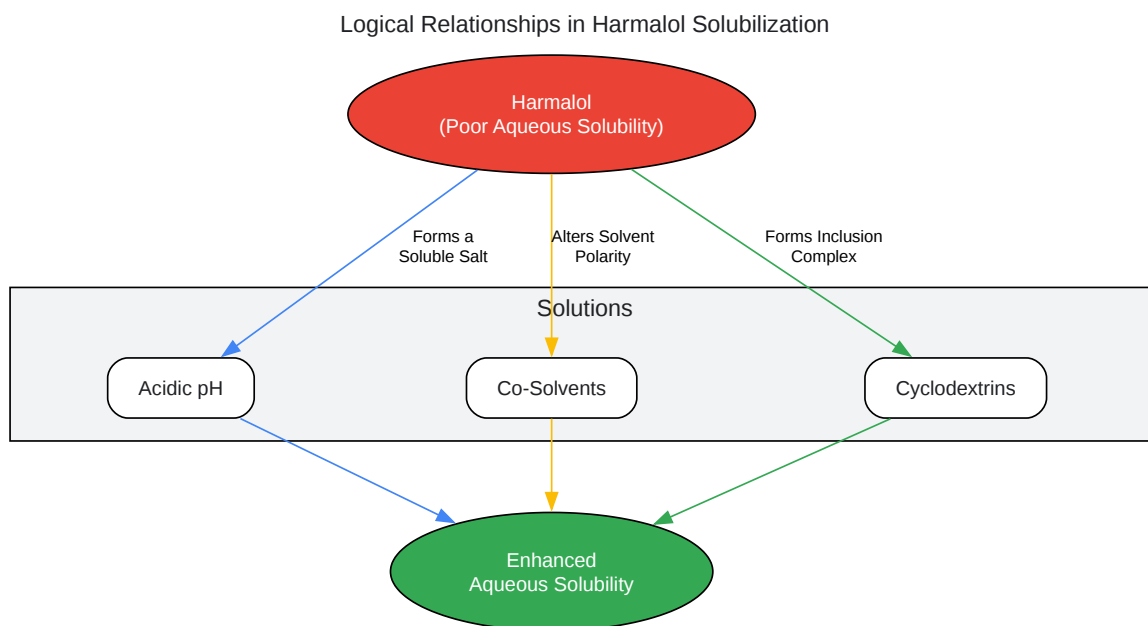 Logical Relationships in Harmalol Solubilization
Harmalol
(Poor Aqueous Solubility)
Forms a
Soluble Salt
Alters Solvent
Polarity
Forms Inclusion
Complex
Solutions
Acidic pH
Co-Solvents
Cyclodextrins
Enhanced
Aqueous Solubility